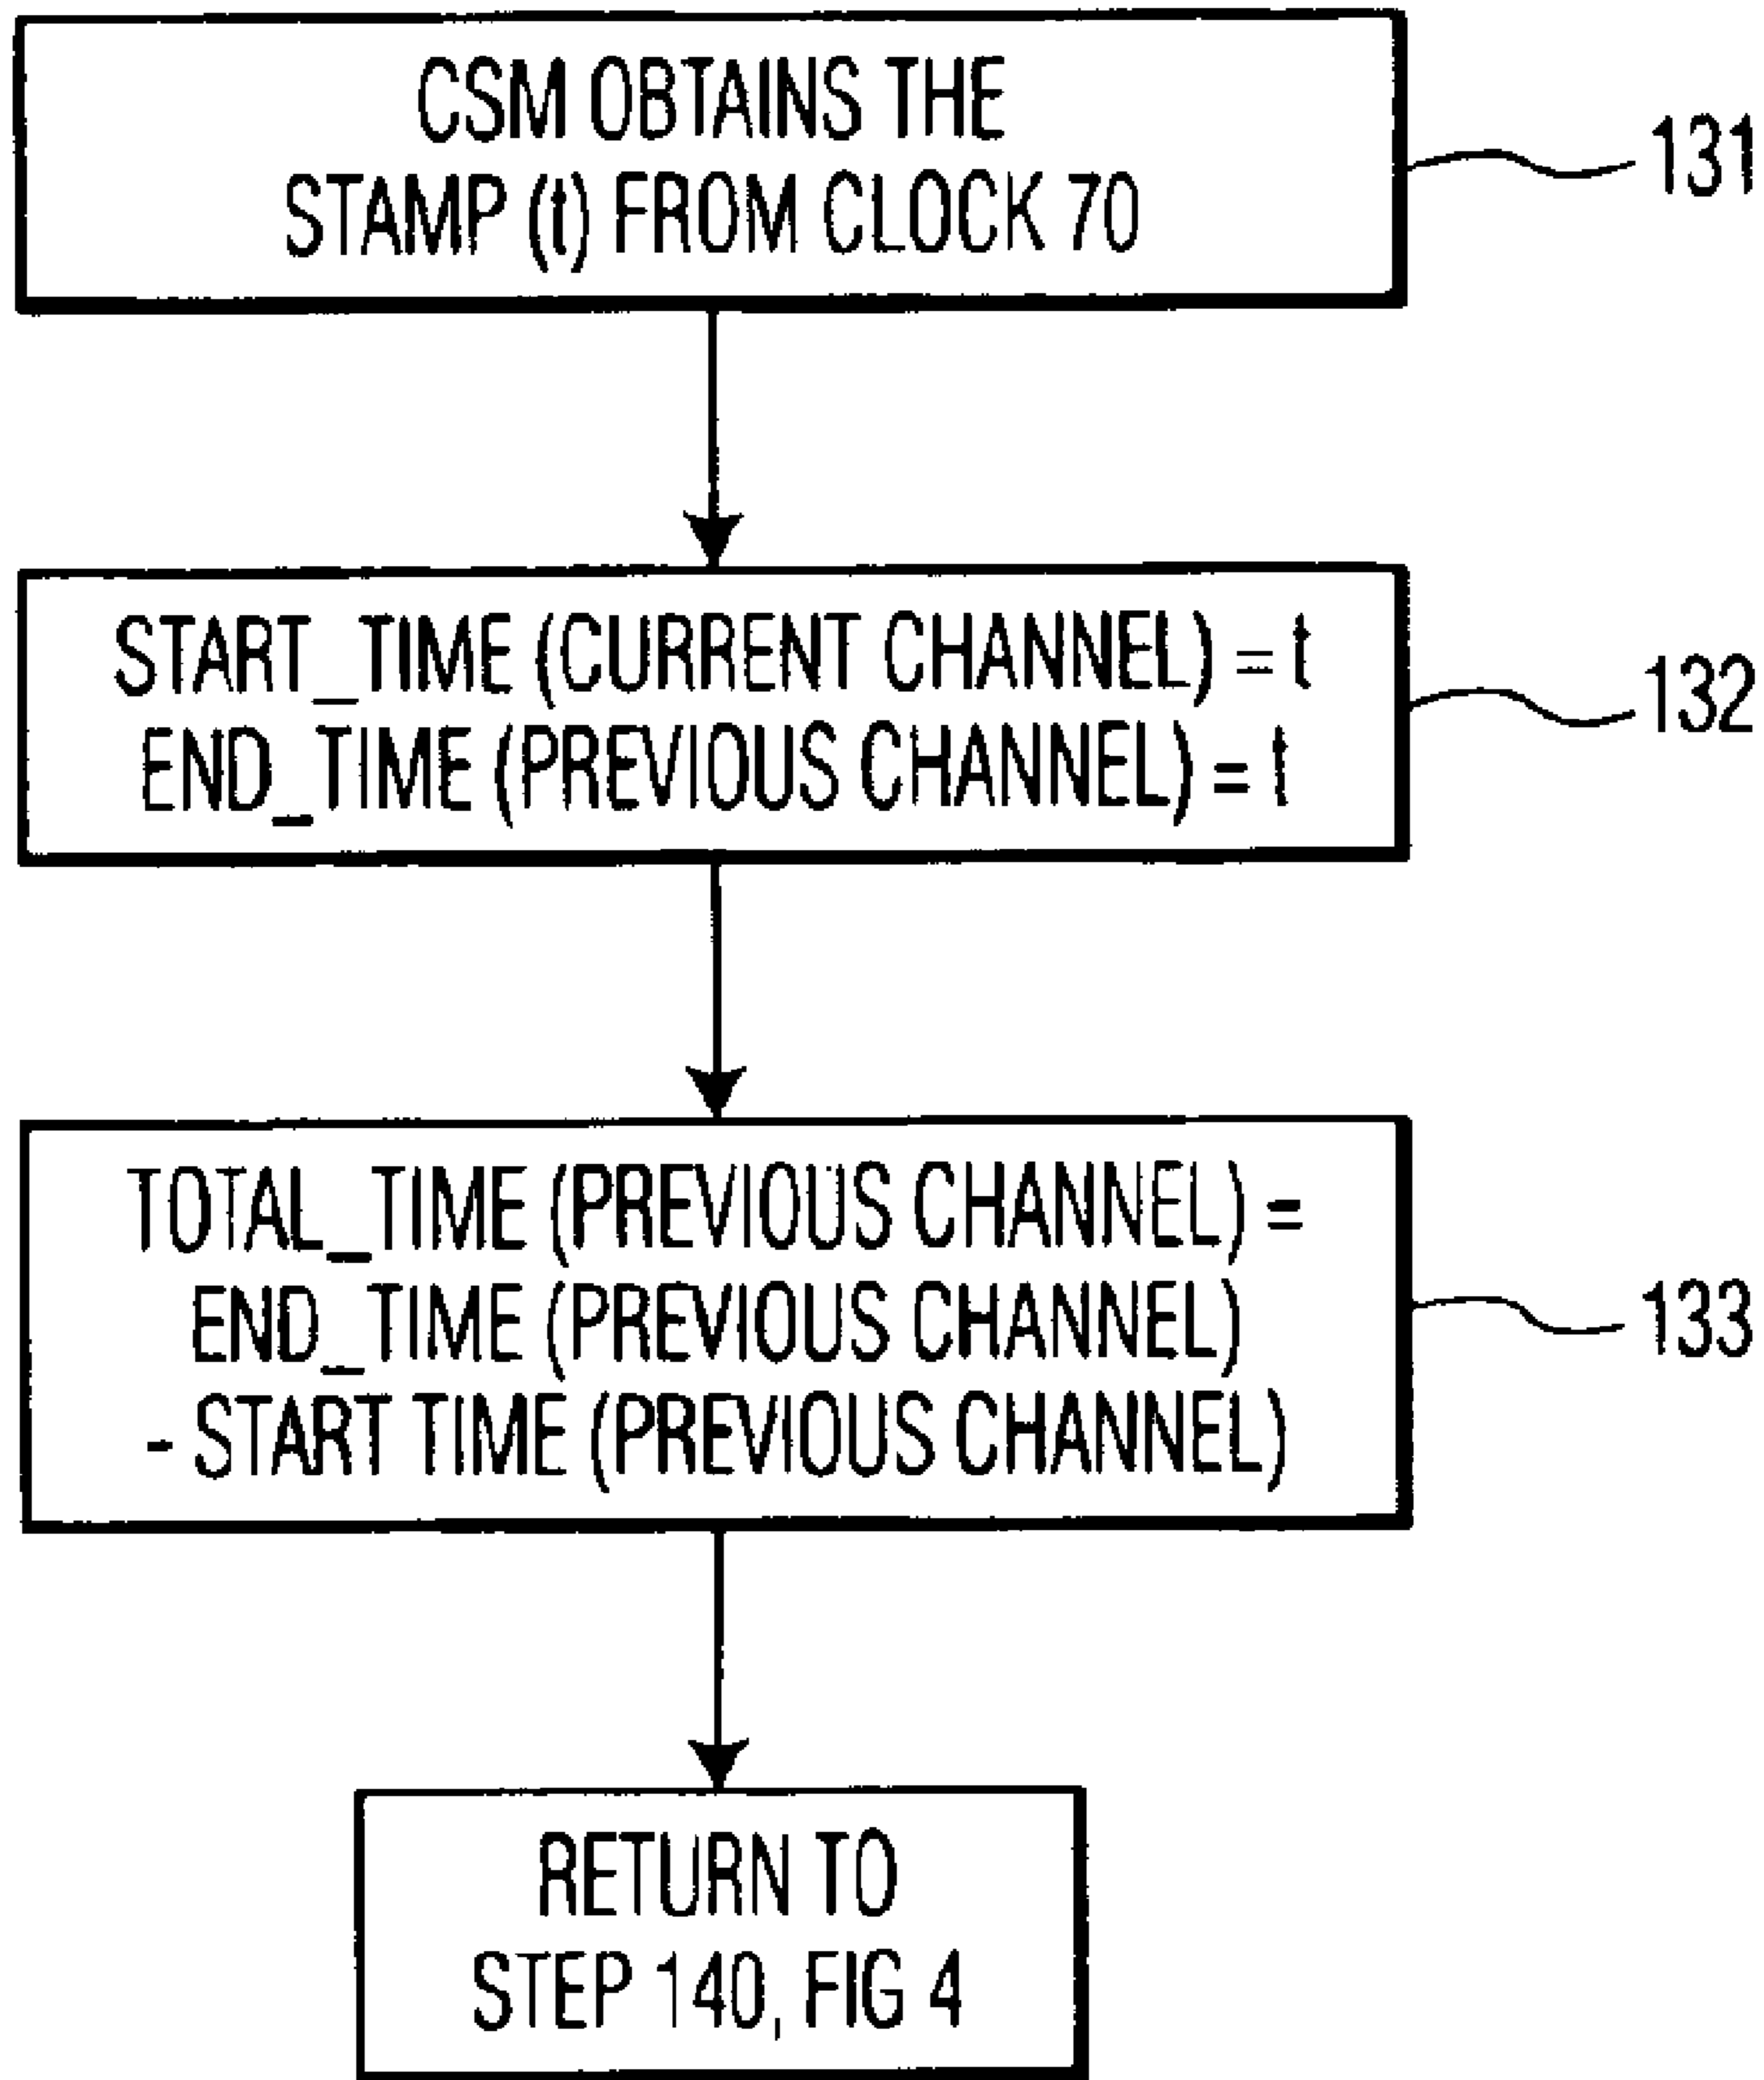 CSM OBTAINS THE
STAMP (t) FROM CLOCK 70
131
START_TIME (CURRENT CHANNEL) = t
END_TIME (PREVIOUS CHANNEL) = t
132
TOTAL_TIME (PREVIOUS CHANNEL) =
END_TIME (PREVIOUS CHANNEL)
- START TIME (PREVIOUS CHANNEL)
133
RETURN TO
STEP 140, FIG 4